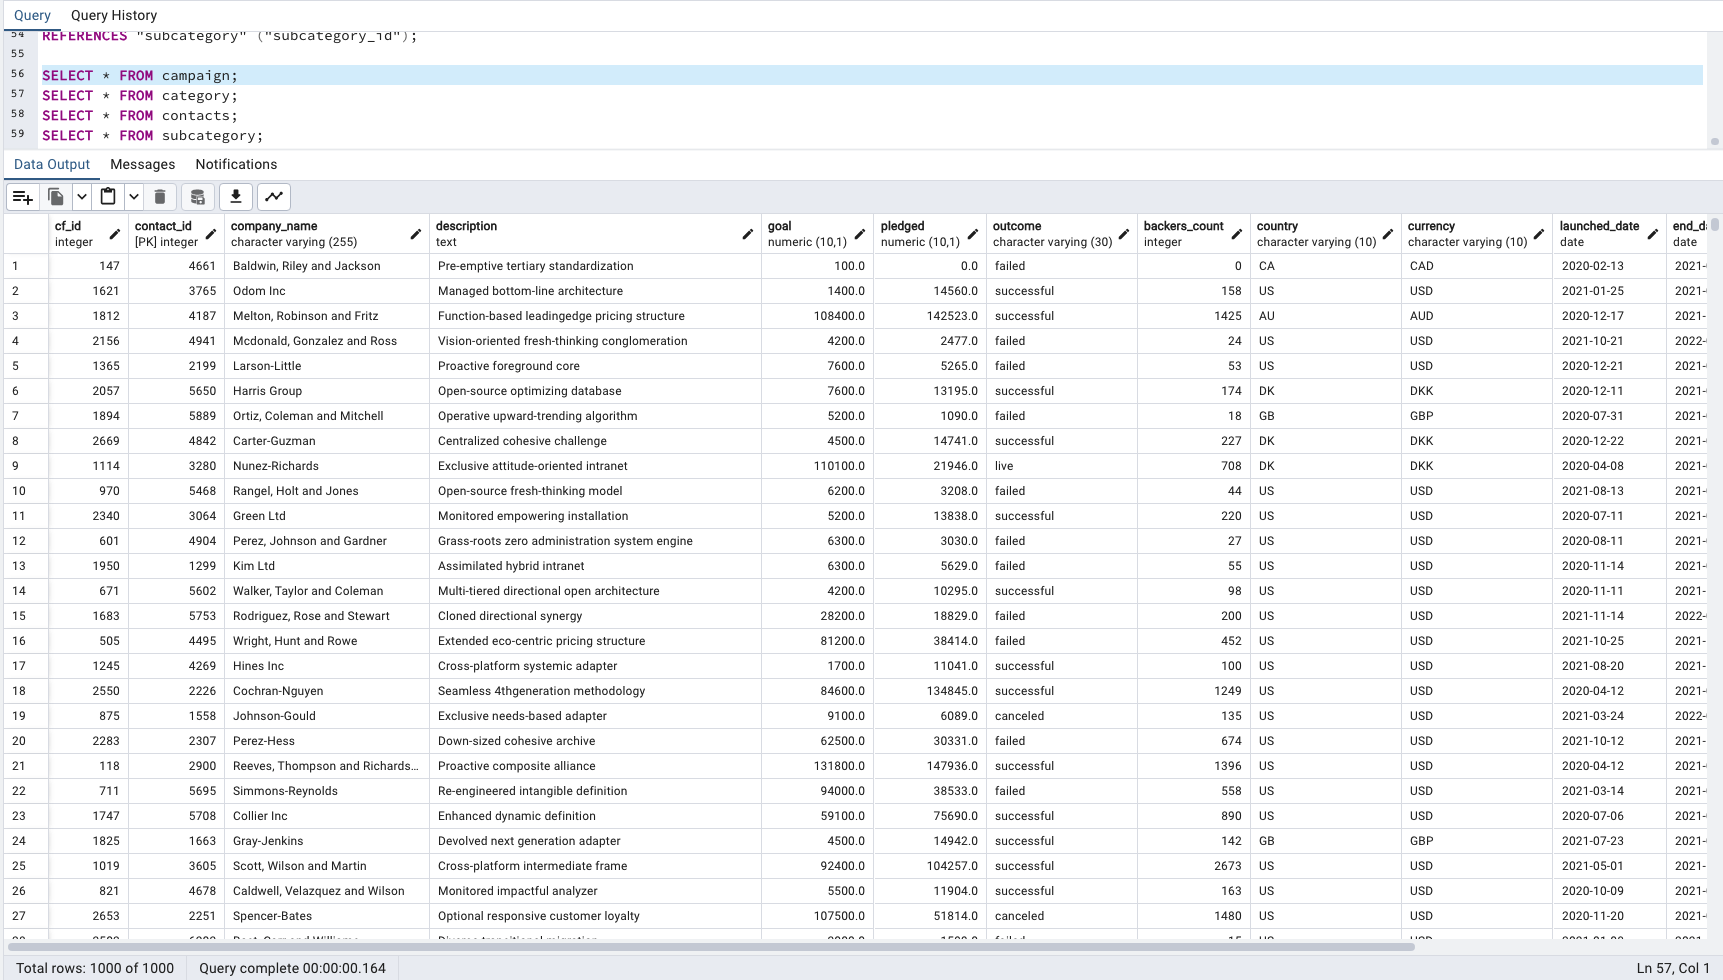 Query Query History
54 REFERENCES "subcategory" ("subcategory_id");
55
56 SELECT * FROM campaign;
57 SELECT * FROM category;
58 SELECT * FROM contacts;
59 SELECT * FROM subcategory;
Data Output Messages Notifications
cf_id contact_id company_name description goal pledged outcome backers_count country currency launched_date
integer [PK] integer character varying (255) text numeric (10,1) numeric (10,1) character varying (30) integer character varying (10) character varying (10) date date
1 147 4661 Baldwin, Riley and Jackson Pre-emptive tertiary standardization 100.0 0.0 failed 0 CA CAD 2020-02-13 2021-
2 1621 3765 Odom Inc Managed bottom-line architecture 1400.0 14560.0 successful 158 US USD 2021-01-25 2021-
3 1812 4187 Melton, Robinson and Fritz Function-based leadingedge pricing structure 108400.0 142523.0 successful 1425 AU AUD 2020-12-17 2021-
4 2156 4941 Mcdonald, Gonzalez and Ross Vision-oriented fresh-thinking conglomeration 4200.0 2477.0 failed 24 US USD 2021-10-21 2022-
5 1365 2199 Larson-Little Proactive foreground core 7600.0 5265.0 failed 53 US USD 2020-12-21 2021-
6 2057 5650 Harris Group Open-source optimizing database 7600.0 13195.0 successful 174 DK DKK 2020-12-11 2021-
7 1894 5889 Ortiz, Coleman and Mitchell Operative upward-trending algorithm 5200.0 1090.0 failed 18 GB GBP 2020-07-31 2021-
8 2669 4842 Carter-Guzman Centralized cohesive challenge 4500.0 14741.0 successful 227 DK DKK 2020-12-22 2021-
9 1114 3280 Nunez-Richards Exclusive attitude-oriented intranet 110100.0 21946.0 live 708 DK DKK 2020-04-08 2021-
10 970 5468 Rangel, Holt and Jones Open-source fresh-thinking model 6200.0 3208.0 failed 44 US USD 2021-08-13 2021-
11 2340 3064 Green Ltd Monitored empowering installation 5200.0 13838.0 successful 220 US USD 2020-07-11 2021-
12 601 4904 Perez, Johnson and Gardner Grass-roots zero administration system engine 6300.0 3030.0 failed 27 US USD 2020-08-11 2021-
13 1950 1299 Kim Ltd Assimilated hybrid intranet 6300.0 5629.0 failed 55 US USD 2020-11-14 2021-
14 671 5602 Walker, Taylor and Coleman Multi-tiered directional open architecture 4200.0 10295.0 successful 98 US USD 2020-11-11 2021-
15 1683 5753 Rodriguez, Rose and Stewart Cloned directional synergy 28200.0 18829.0 failed 200 US USD 2021-11-14 2022-
16 505 4495 Wright, Hunt and Rowe Extended eco-centric pricing structure 81200.0 38414.0 failed 452 US USD 2021-10-25 2021-
17 1245 4269 Hines Inc Cross-platform systemic adapter 1700.0 11041.0 successful 100 US USD 2021-08-20 2021-
18 2550 2226 Cochran-Nguyen Seamless 4thgeneration methodology 84600.0 134845.0 successful 1249 US USD 2020-04-12 2021-
19 875 1558 Johnson-Gould Exclusive needs-based adapter 9100.0 6089.0 canceled 135 US USD 2021-03-24 2022-
20 2283 2307 Perez-Hess Down-sized cohesive archive 62500.0 30331.0 failed 674 US USD 2021-10-12 2021-
21 118 2900 Reeves, Thompson and Richards... Proactive composite alliance 131800.0 147936.0 successful 1396 US USD 2020-04-12 2021-
22 711 5695 Simmons-Reynolds Re-engineered intangible definition 94000.0 38533.0 failed 558 US USD 2021-03-14 2021-
23 1747 5708 Collier Inc Enhanced dynamic definition 59100.0 75690.0 successful 890 US USD 2020-07-06 2021-
24 1825 1663 Gray-Jenkins Devolved next generation adapter 4500.0 14942.0 successful 142 GB GBP 2021-07-23 2021-
25 1019 3605 Scott, Wilson and Martin Cross-platform intermediate frame 92400.0 104257.0 successful 2673 US USD 2021-05-01 2021-
26 821 4678 Caldwell, Velazquez and Wilson Monitored impactful analyzer 5500.0 11904.0 successful 163 US USD 2020-10-09 2021-
27 2653 2251 Spencer-Bates Optional responsive customer loyalty 107500.0 51814.0 canceled 1480 US USD 2020-11-20 2021-
Total rows: 1000 of 1000 Query complete 00:00:00.164 Ln 57, Col 1